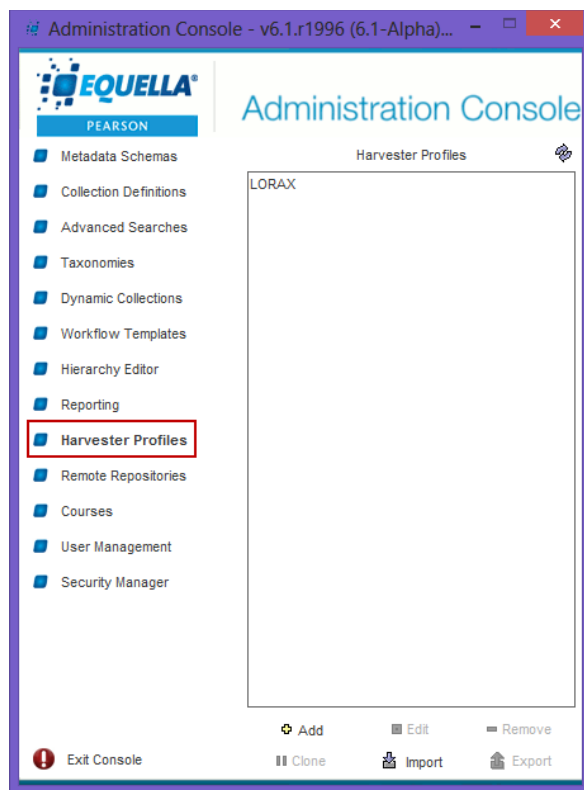 Administration Console - v6.1.r1996 (6.1-Alpha)...
EQUELLA®
PEARSON
Administration Console
Metadata Schemas
Collection Definitions
Advanced Searches
Taxonomies
Dynamic Collections
Workflow Templates
Hierarchy Editor
Reporting
Harvester Profiles
Remote Repositories
Courses
User Management
Security Manager
Exit Console
Harvester Profiles
LORAX
Add
Edit
Remove
Clone
Import
Export